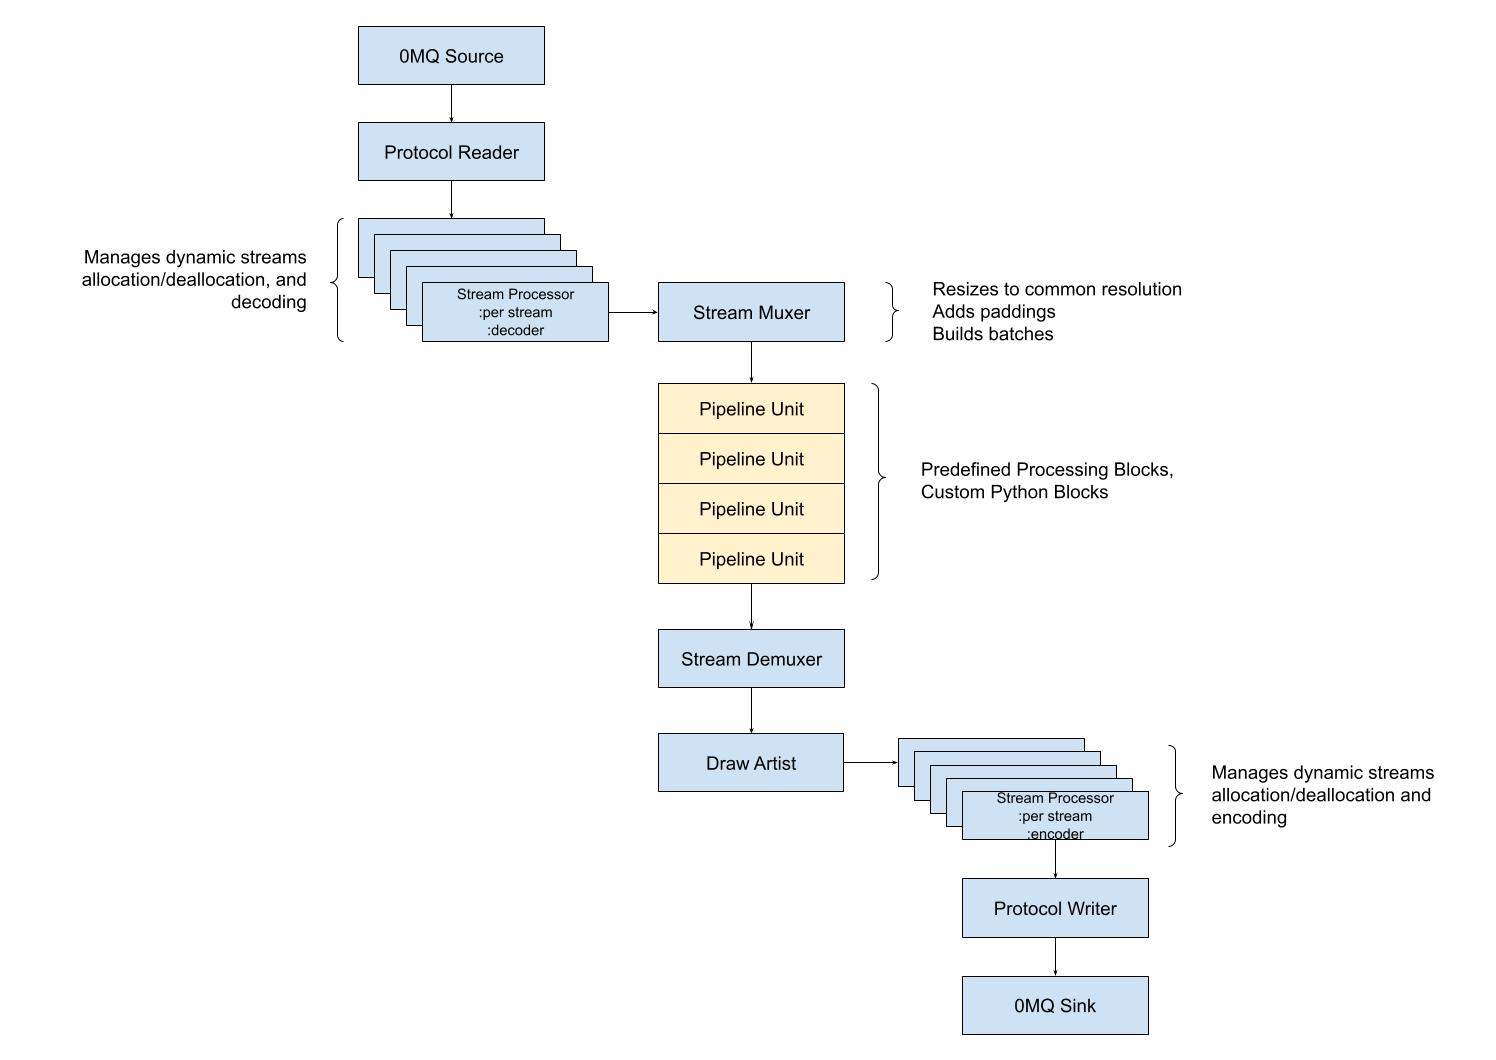 0MQ Source
Protocol Reader
Manages dynamic streams
allocation/deallocation, and
decoding
Stream Processor
:per stream
:decoder
Stream Muxer
Resizes to common resolution
Adds paddings
Builds batches
Pipeline Unit
Pipeline Unit
Pipeline Unit
Pipeline Unit
Predefined Processing Blocks,
Custom Python Blocks
Stream Demuxer
Draw Artist
Stream Processor
:per stream
:encoder
Manages dynamic streams
allocation/deallocation and
encoding
Protocol Writer
0MQ Sink